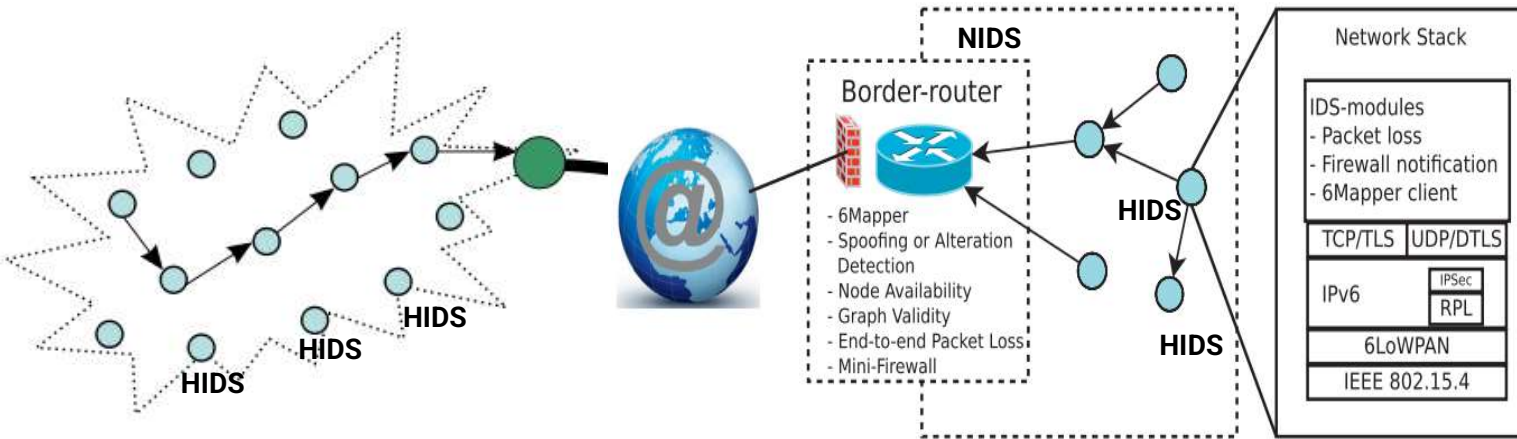 HIDS
HIDS
HIDS
@
NIDS
Border-router
- 6Mapper
- Spoofing or Alteration
Detection
- Node Availability
- Graph Validity
- End-to-end Packet Loss
- Mini-Firewall
HIDS
HIDS
Network Stack
IDS-modules
- Packet loss
- Firewall notification
- 6Mapper client
TCP/TLS UDP/DTLS
IPv6
IPSec
RPL
6LoWPAN
IEEE 802.15.4